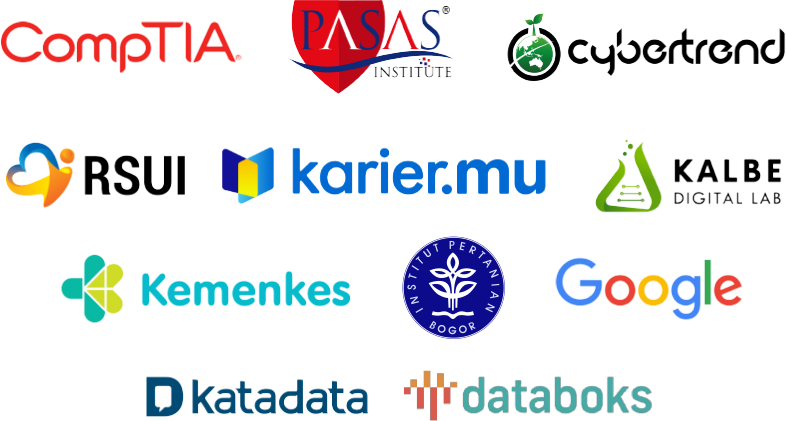 CompTIA®
PASAS®
INSTITUTE
cybertrend
RSUI
karier.mu
KALBE
DIGITAL LAB
Kemenkes
INSTITUT PERTANIAN
BOGOR
Google
katadata
databoks